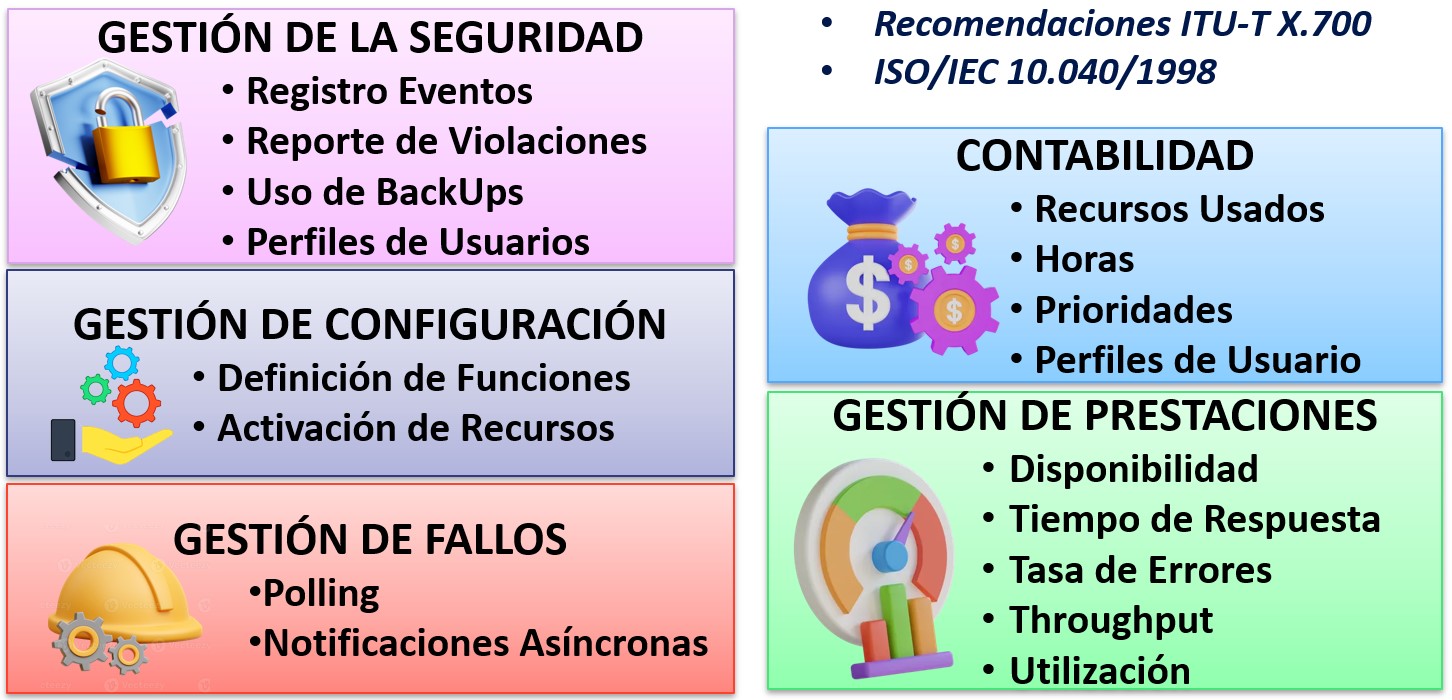 GESTIÓN DE LA SEGURIDAD
• Registro Eventos
• Reporte de Violaciones
• Uso de BackUps
• Perfiles de Usuarios
GESTIÓN DE CONFIGURACIÓN
• Definición de Funciones
• Activación de Recursos
GESTIÓN DE FALLOS
•Polling
•Notificaciones Asíncronas
• Recomendaciones ITU-T X.700
• ISO/IEC 10.040/1998
CONTABILIDAD
• Recursos Usados
• Horas
• Prioridades
• Perfiles de Usuario
$
$
$
$
GESTIÓN DE PRESTACIONES
• Disponibilidad
• Tiempo de Respuesta
• Tasa de Errores
• Throughput
• Utilización